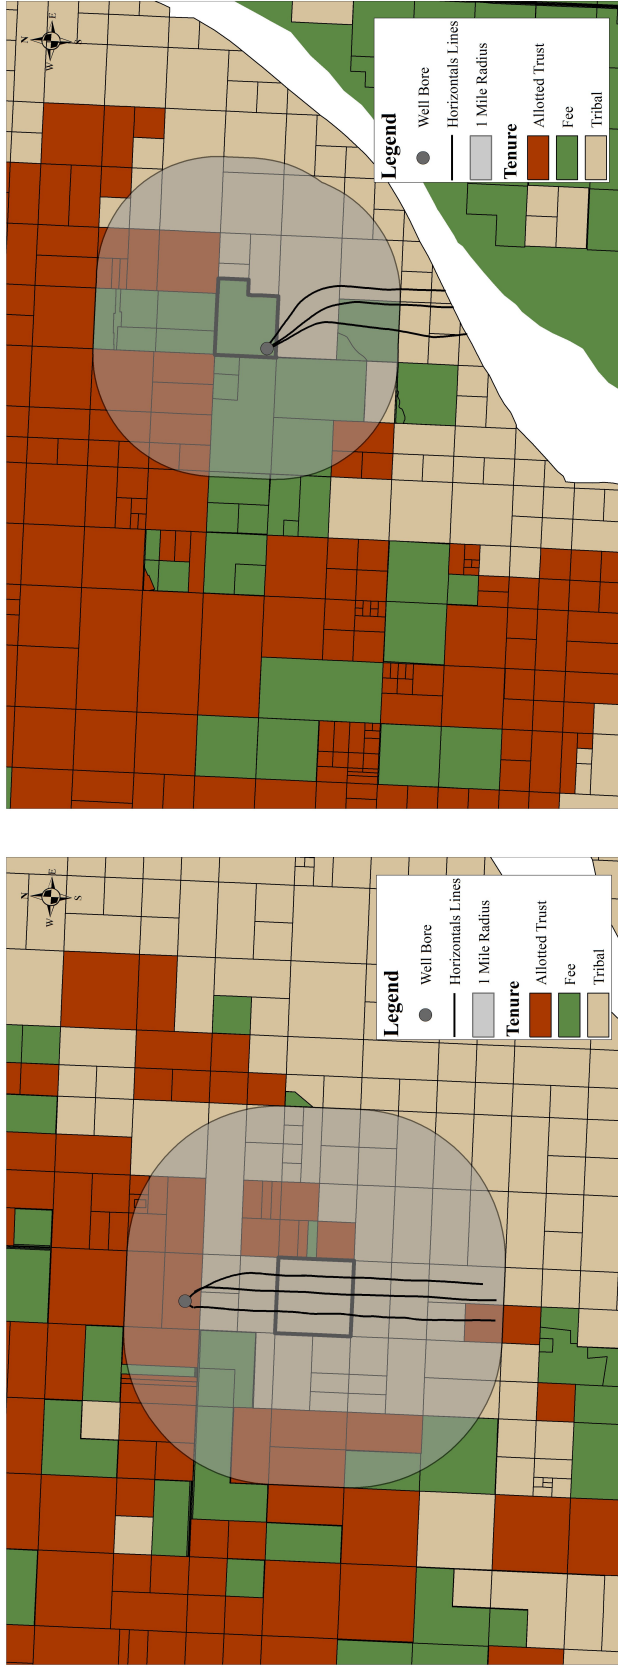 N
E
S
W
Legend
Well Bore
Horizontals Lines
1 Mile Radius
Tenure
Allotted Trust
Fee
Tribal
N
E
S
W
Legend
Well Bore
Horizontals Lines
1 Mile Radius
Tenure
Allotted Trust
Fee
Tribal